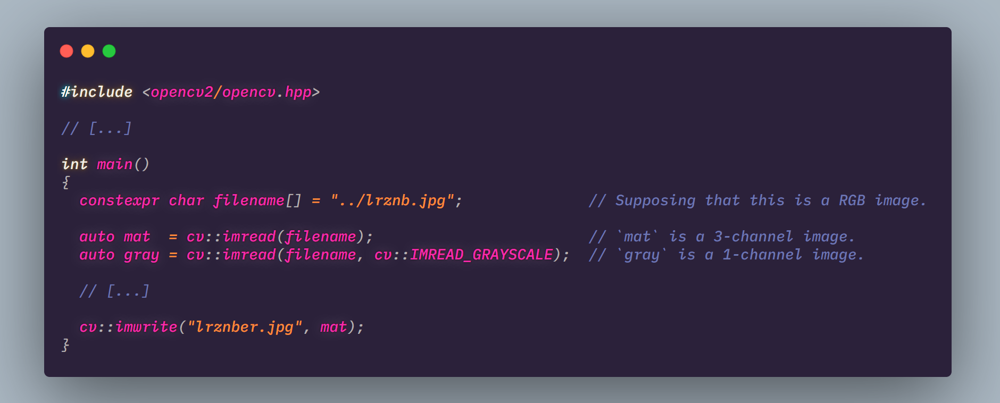 #include <opencv2/opencv.hpp>
// [...]
int main()
{
constexpr char filename[] = "../lrznb.jpg"; // Supposing that this is a RGB image.
auto mat  = cv::imread(filename); // `mat` is a 3-channel image.
auto gray = cv::imread(filename, cv::IMREAD_GRAYSCALE); // `gray` is a 1-channel image.
// [...]
cv::imwrite("lrznber.jpg", mat);
}